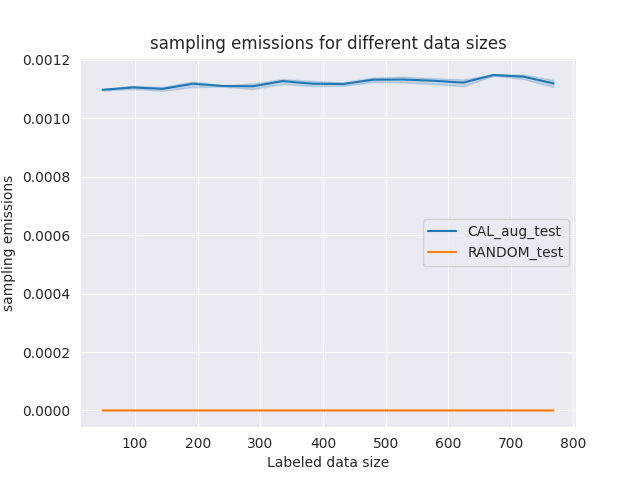 sampling emissions for different data sizes
0.0012
0.0010
0.0008
0.0006
0.0004
0.0002
0.0000
sampling emissions
CAL_aug_test
RANDOM_test
100 200 300 400 500 600 700 800
Labeled data size